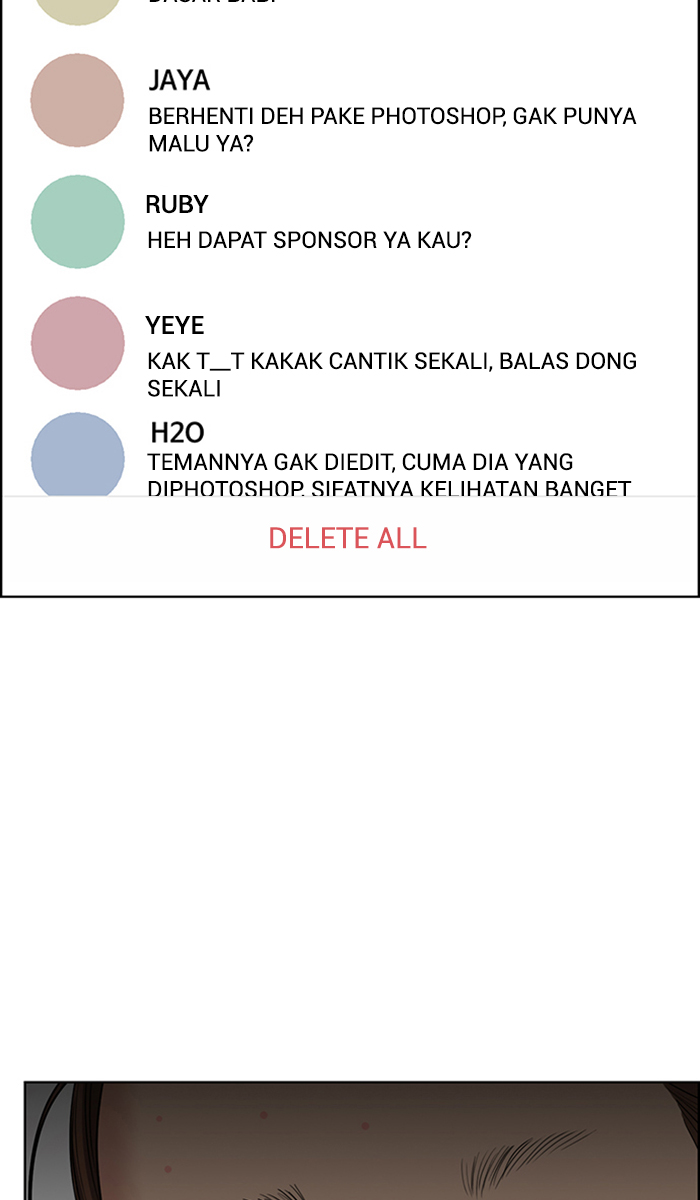 JAYA
BERHENTI DEH PAKE PHOTOSHOP, GAK PUNYA
MALU YA?
RUBY
HEH DAPAT SPONSOR YA KAU?
YEYE
KAK T__T KAKAK CANTIK SEKALI, BALAS DONG
SEKALI
H2O
TEMANNYA GAK DIEDIT, CUMA DIA YANG
DIPHOTOSHOP, SIFATNYA KELIHATAN BANGET
DELETE ALL